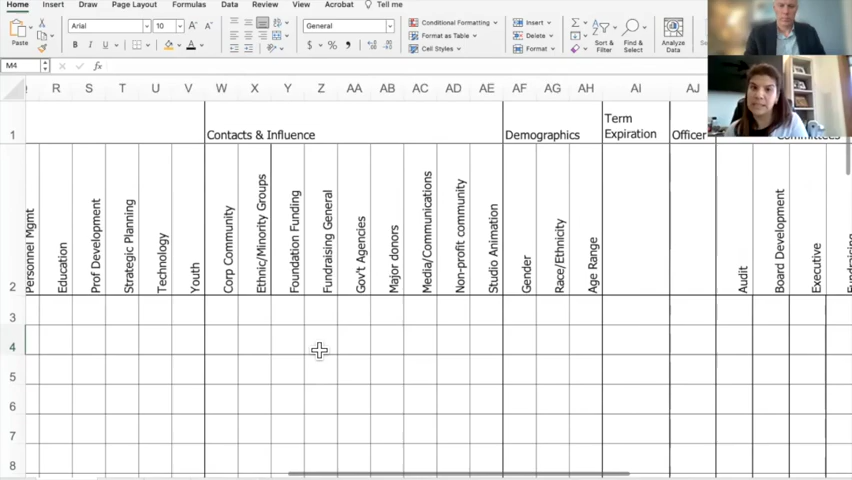 Home Insert Draw Page Layout Formulas Data Review View Acrobat Tell me
Paste
Arial 10
B I U A
General
$ % ,
Conditional Formatting
Format as Table
Cell Styles
Insert
Delete
Format
Sort & Filter
Find & Select
Analyze Data
M4 fx
R S T U V W X Y Z AA AB AC AD AE AF AG AH AI AJ
1 Contacts & Influence Demographics Term Expiration Officer
2 Personnel Mgmt
Education
Prof Development
Strategic Planning
Technology
Youth
Corp Community
Ethnic/Minority Groups
Foundation Funding
Fundraising General
Gov't Agencies
Major donors
Media/Communications
Non-profit community
Studio Animation
Gender
Race/Ethnicity
Age Range
Audit
Board Development
Executive
3
4
5
6
7
8